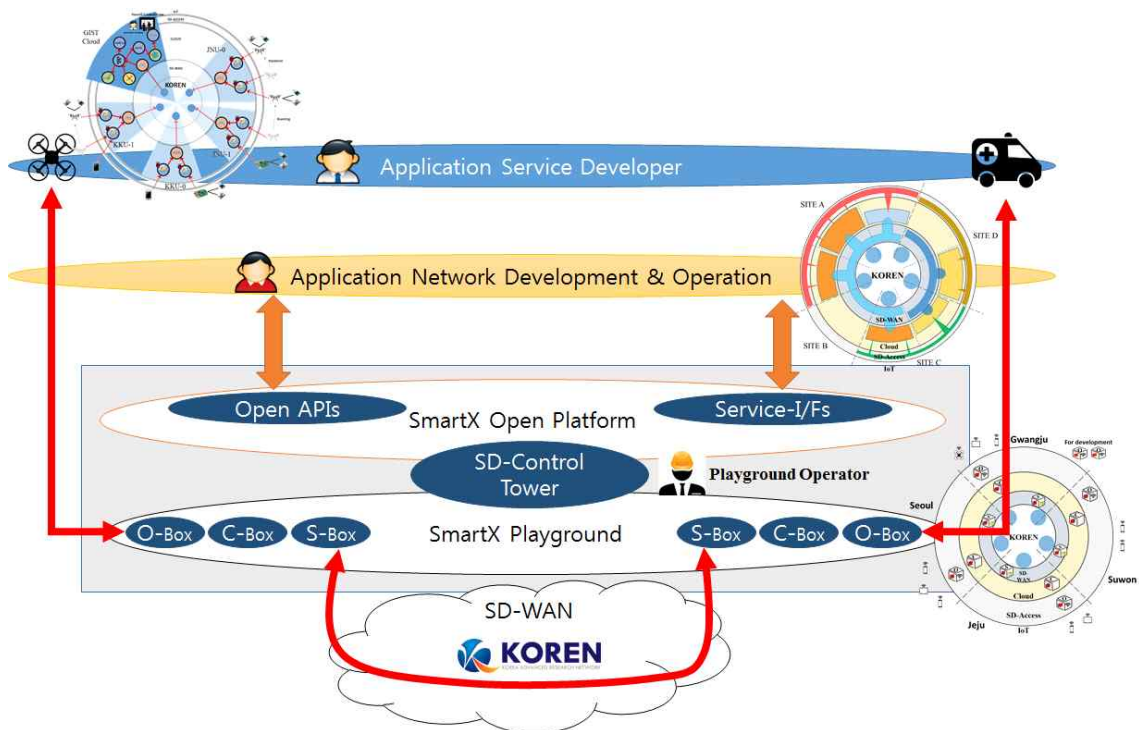 IoT
GIST
Cloud
JNU-0
KOREN
KKU-1
JNU-1
KKU-0
Application Service Developer
SITE A
SITE D
KOREN
SD-WAN
SITE B
Cloud
SD-Access
SITE C
IoT
Application Network Development & Operation
Open APIs
Service-I/Fs
SmartX Open Platform
SD-Control
Tower
Playground Operator
O-Box
C-Box
S-Box
SmartX Playground
S-Box
C-Box
O-Box
Gwangju
For development
Seoul
KOREN
SD-
WAN
Suwon
Cloud
Jeju
SD-Access
IoT
SD-WAN
KOREN
KOREA ADVANCED RESEARCH NETWORK